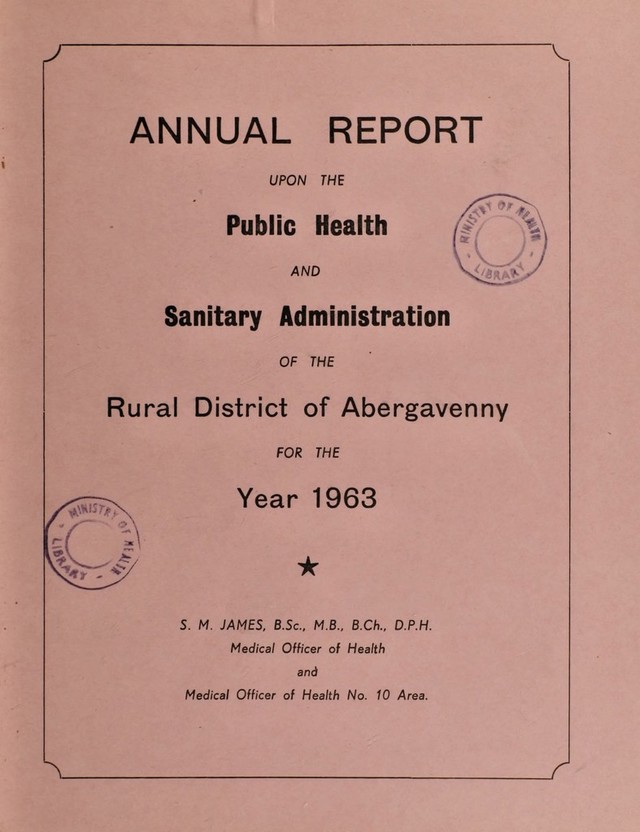 ANNUAL REPORT
UPON THE
Public Health
MINISTRY OF HEALTH
- LIBRARY -
AND
Sanitary Administration
OF THE
Rural District of Abergavenny
FOR THE
Year 1963
MINISTRY OF HEALTH
- LIBRARY -
S. M. JAMES, B.Sc., M.B., B.Ch., D.P.H.
Medical Officer of Health
and
Medical Officer of Health No. 10 Area.